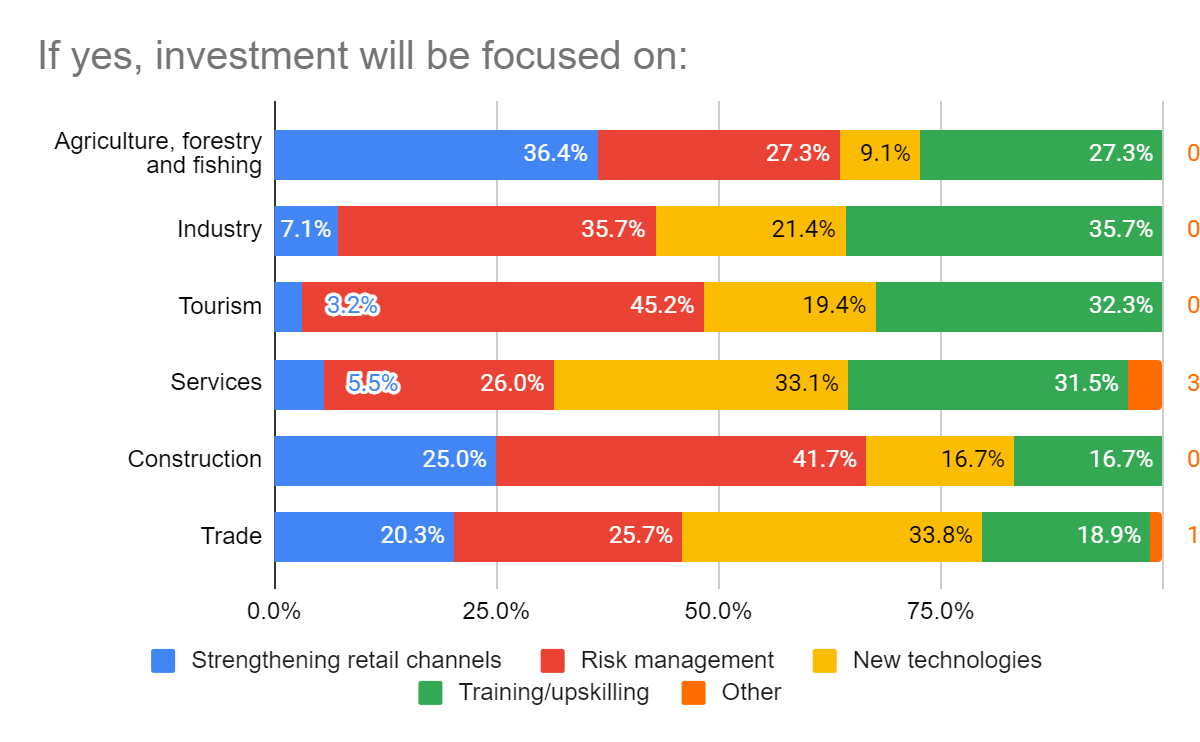 If yes, investment will be focused on:
Agriculture, forestry
and fishing
36.4% 27.3% 9.1% 27.3% 0
Industry 7.1% 35.7% 21.4% 35.7% 0
Tourism 3.2% 45.2% 19.4% 32.3% 0
Services 5.5% 26.0% 33.1% 31.5% 3
Construction 25.0% 41.7% 16.7% 16.7% 0
Trade 20.3% 25.7% 33.8% 18.9% 1
0.0% 25.0% 50.0% 75.0%
Strengthening retail channels Risk management New technologies
Training/upskilling Other